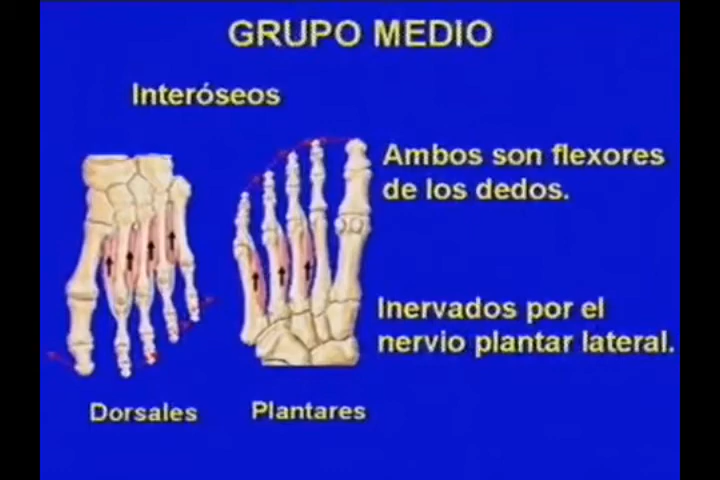 GRUPO MEDIO
Interóseos
Ambos son flexores
de los dedos.
Inervados por el
nervio plantar lateral.
Dorsales
Plantares